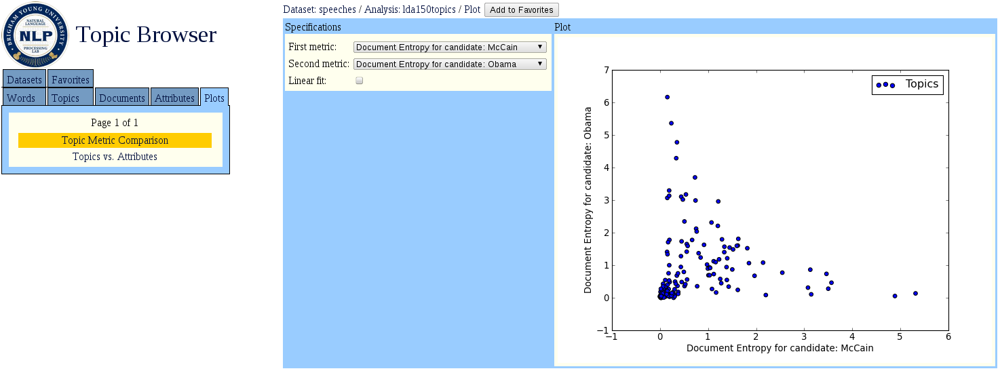 BRIGHAM YOUNG UNIVERSITY
NATURAL LANGUAGE
NLP
PROCESSING LAB
Topic Browser
Datasets Favorites
Words Topics Documents Attributes Plots
Page 1 of 1
Topic Metric Comparison
Topics vs. Attributes
Dataset: speeches / Analysis: lda150topics / Plot Add to Favorites
Specifications
First metric: Document Entropy for candidate: McCain
Second metric: Document Entropy for candidate: Obama
Linear fit:
Plot
Topics
7
6
5
4
3
2
1
0
−1
Document Entropy for candidate: Obama
−1 0 1 2 3 4 5 6
Document Entropy for candidate: McCain